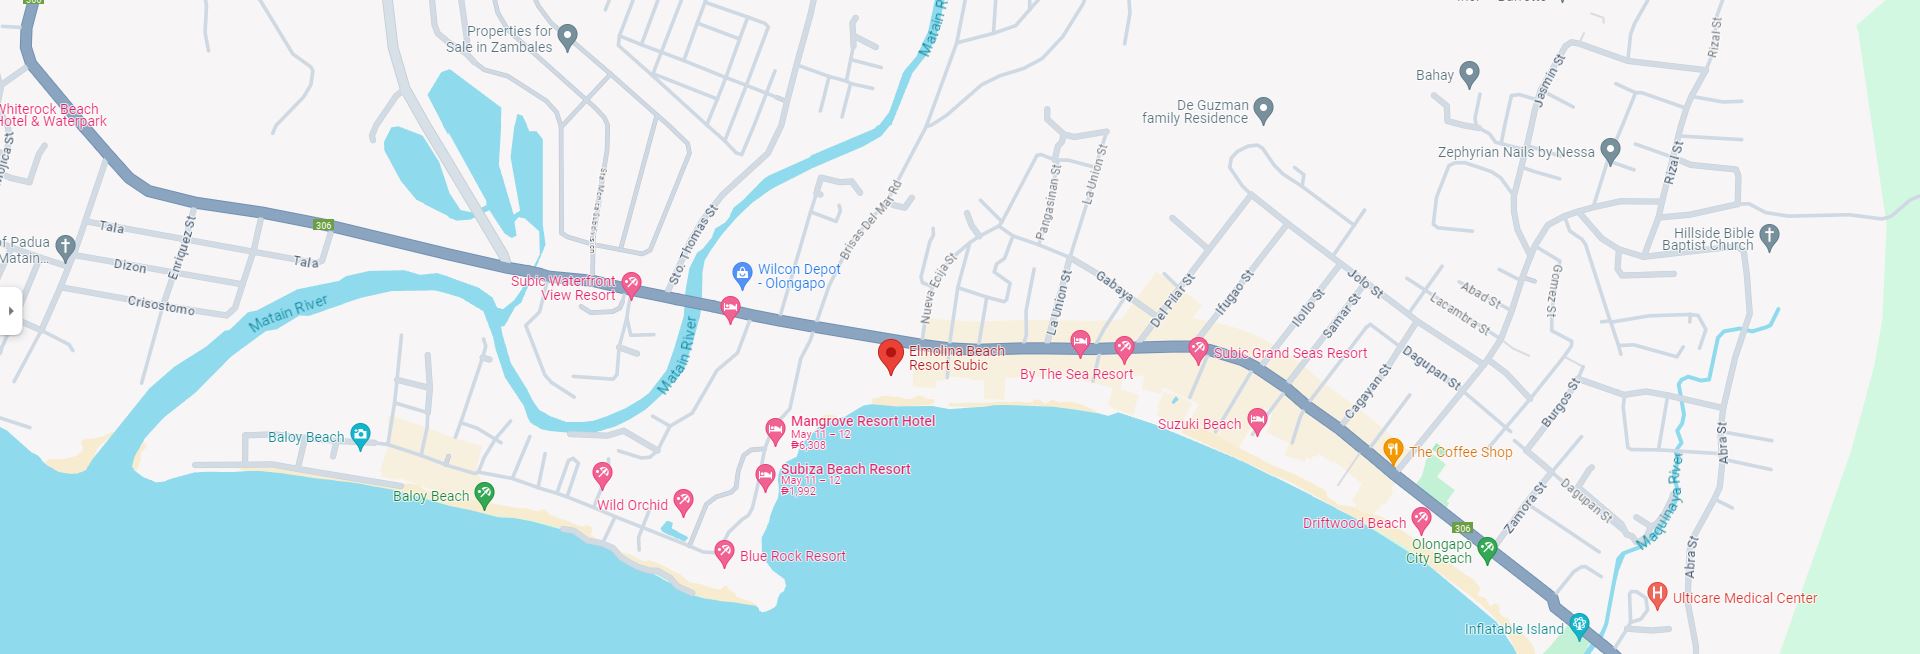 306
Properties for
Sale in Zambales
Matain R
Rizal St
Jasmin St
Bahay
Whiterock Beach
Hotel & Waterpark
De Guzman
family Residence
Zephyrian Nails by Nessa
Mojica St
La Union St
Rizal St
Pangasinan St
Brisas Del Mar Rd
Tala
306
Enriquez St
Sto. Thomas St
of Padua
Matain...
Hillside Bible
Baptist Church
Dizon
Tala
Crisostomo
Matain River
Subic Waterfront
View Resort
Wilcon Depot
- Olongapo
Nueva Ecija St
La Union St
Gabaya
Del Pilar St
Ifugao St
Iloilo St
Samar St
Jolo St
Abad St
Lacambra St
Gomez St
Matain River
Elmolina Beach
Resort Subic
By The Sea Resort
Subic Grand Seas Resort
Dagupan St
Cagayan St
Burgos St
Mangrove Resort Hotel
May 11 – 12
₱6,308
Suzuki Beach
Baloy Beach
The Coffee Shop
Abra St
Subiza Beach Resort
May 11 – 12
₱1,992
Baloy Beach
Wild Orchid
Dagupan St
Zamora St
Maquinaya River
Driftwood Beach
306
Olongapo
City Beach
Blue Rock Resort
Abra St
Ulticare Medical Center
Inflatable Island